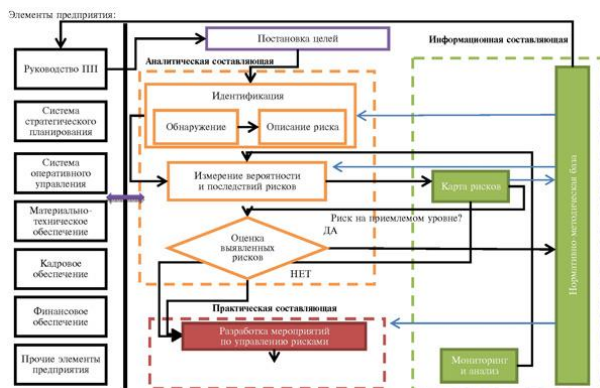 Элементы предприятия:
Руководство ПП
Система
стратегического
планирования
Система
оперативного
управления
Материально-
техническое
обеспечение
Кадровое
обеспечение
Финансовое
обеспечение
Прочие элементы
предприятия
Постановка целей
Аналитическая составляющая
Идентификация
Обнаружение
Описание риска
Измерение вероятности
и последствий рисков
Риск на приемлемом уровне?
ДА
Оценка
выявленных
рисков
НЕТ
Практическая составляющая
Разработка мероприятий
по управлению рисками
Информационная составляющая
Карта рисков
Мониторинг
и анализ
Нормативно-методическая база